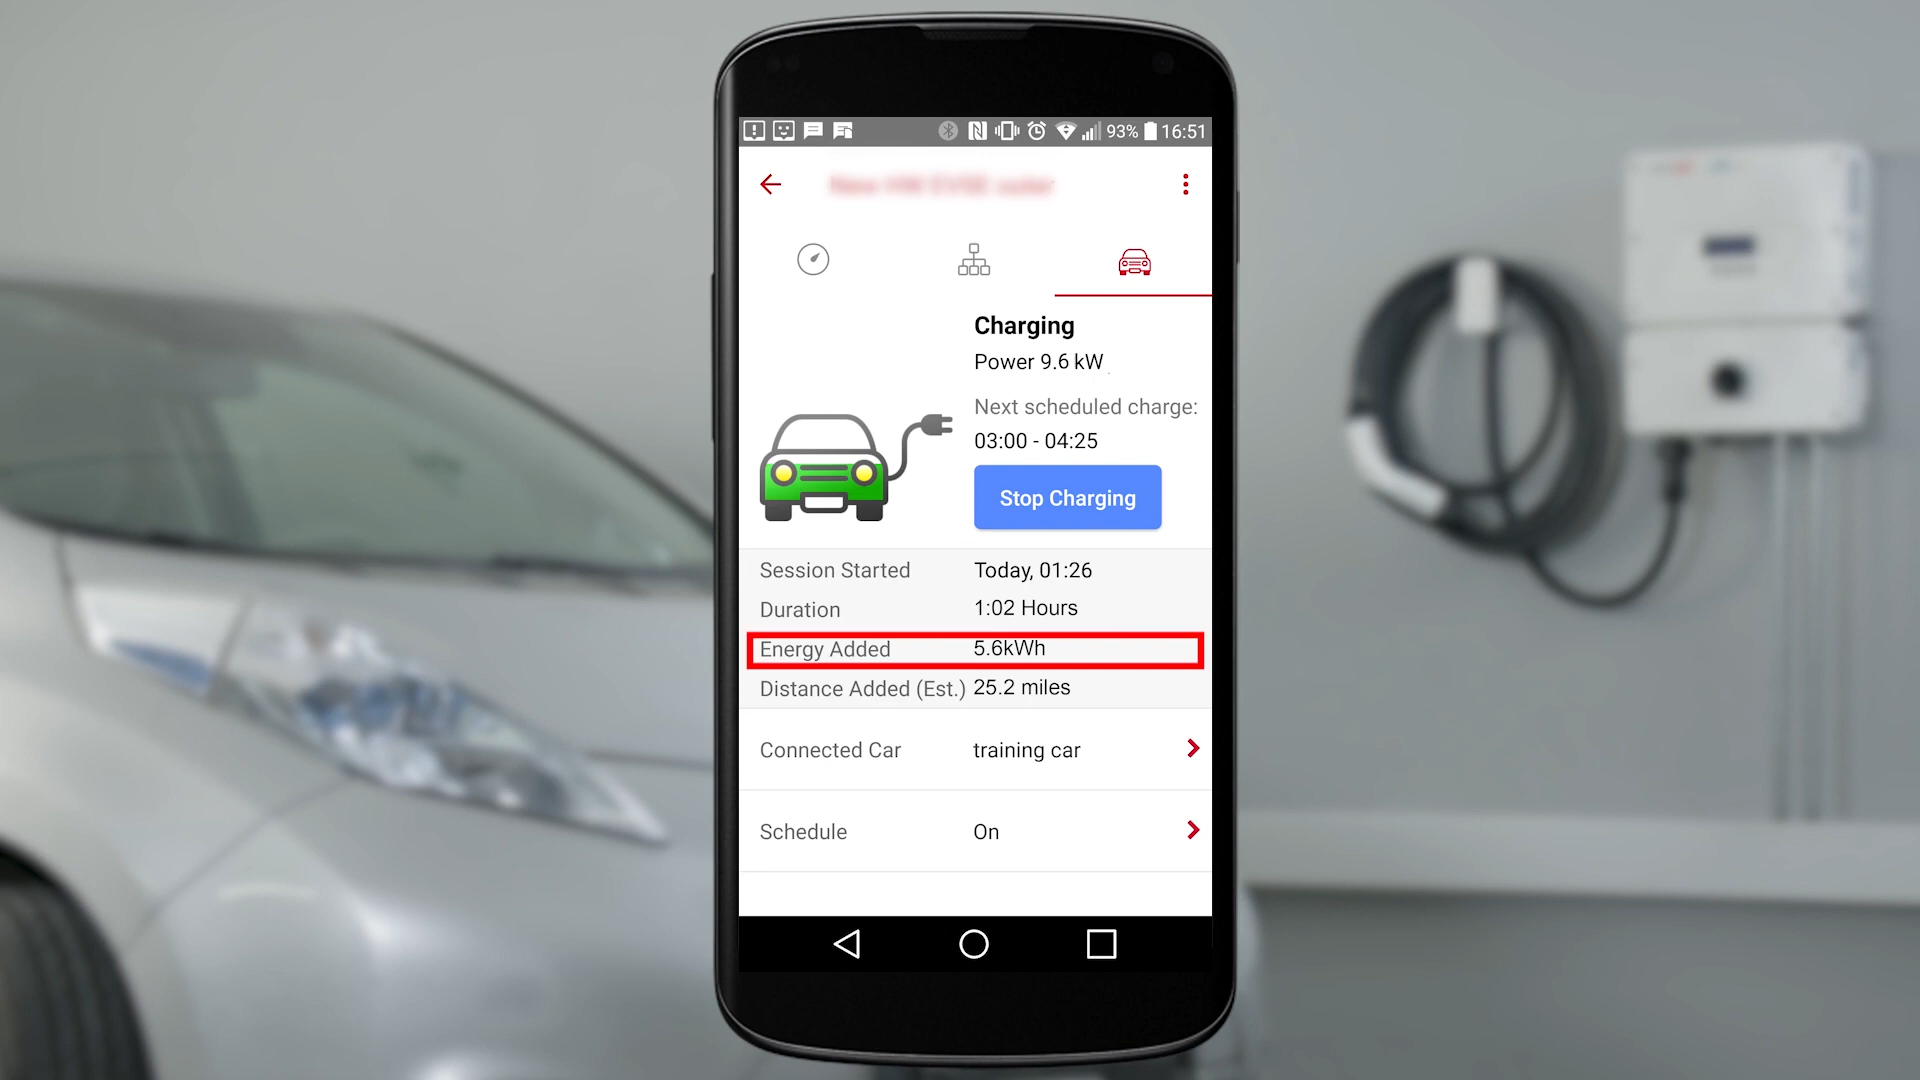 93% 16:51
Charging
Power 9.6 kW
Next scheduled charge:
03:00 - 04:25
Stop Charging
Session Started Today, 01:26
Duration 1:02 Hours
Energy Added 5.6kWh
Distance Added (Est.) 25.2 miles
Connected Car training car
Schedule On